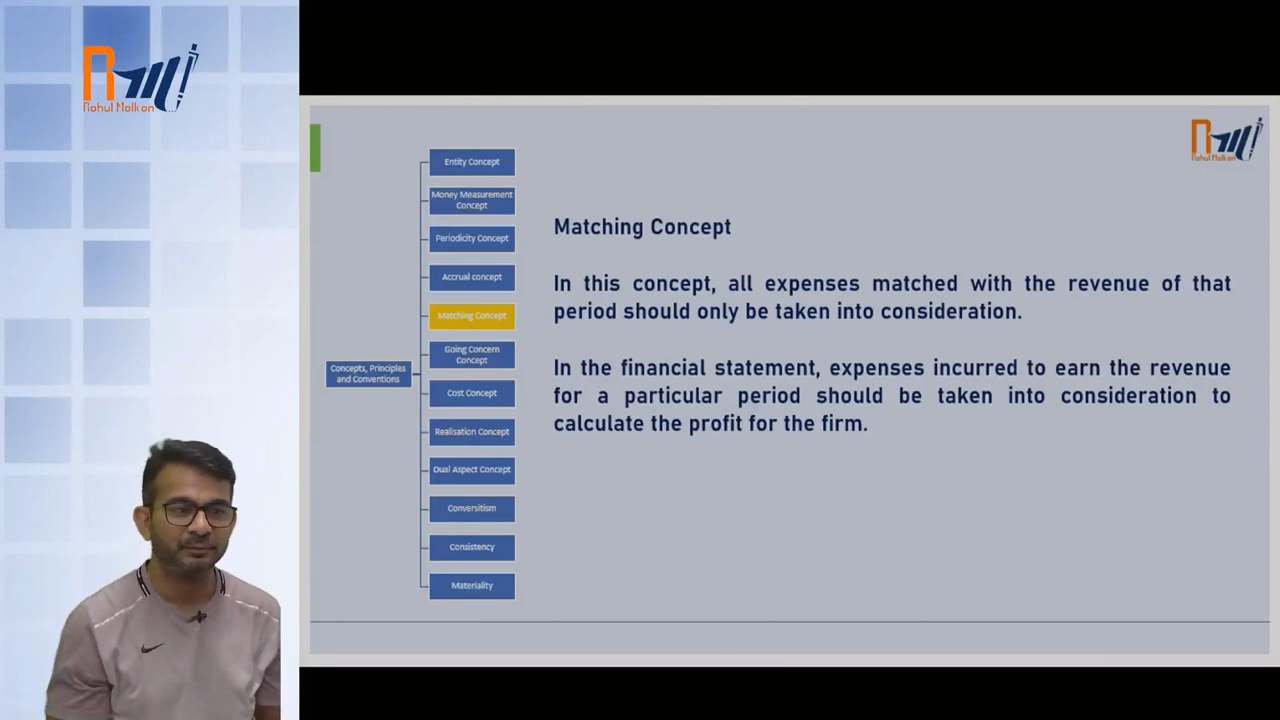 Rahul Malkan
Rahul Malkan
Entity Concept
Money Measurement
Concept
Periodicity Concept
Accrual concept
Matching Concept
Going Concern
Concept
Concepts, Principles
and Conventions
Cost Concept
Realisation Concept
Dual Aspect Concept
Conversitism
Consistency
Materiality
Matching Concept
In this concept, all expenses matched with the revenue of that
period should only be taken into consideration.
In the financial statement, expenses incurred to earn the revenue
for a particular period should be taken into consideration to
calculate the profit for the firm.